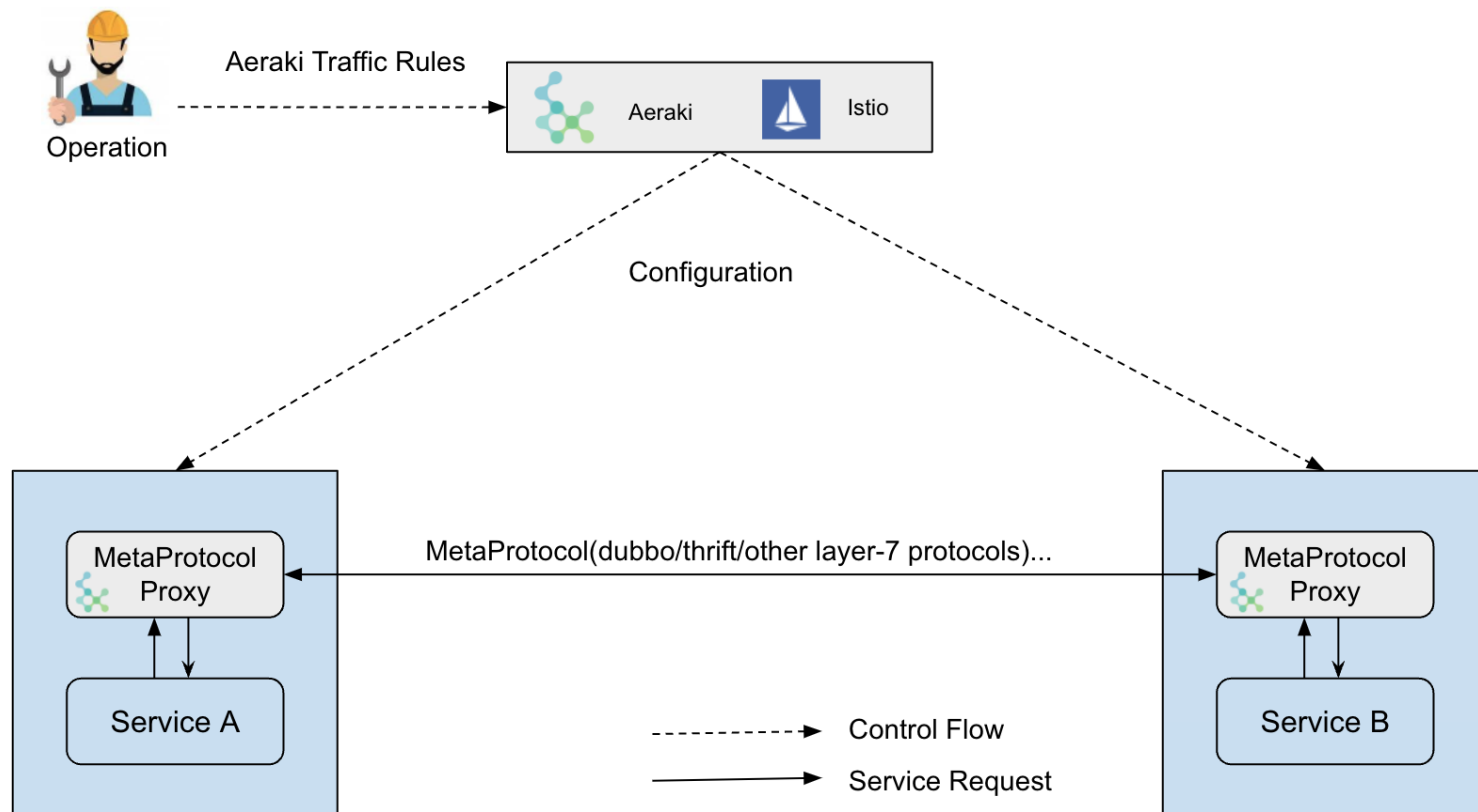 Aeraki Traffic Rules
Operation
Aeraki
Istio
Configuration
MetaProtocol(dubbo/thrift/other layer-7 protocols)...
MetaProtocol
Proxy
Service A
MetaProtocol
Proxy
Service B
Control Flow
Service Request